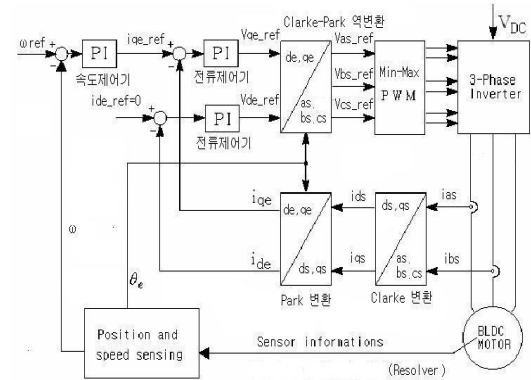 Clarke-Park 역변환
ωref
+
-
PI
속도제어기
iqe_ref
+
-
PI
전류제어기
Vqe_ref
ide_ref=0
+
-
PI
전류제어기
Vde_ref
de,qe
as,
bs,cs
Vas_ref
Vbs_ref
Vcs_ref
Min-Max
PWM
VDC
3-Phase
Inverter
iqe
ide
de,qe
ds,qs
Park 변환
ids
iqs
ds,qs
as,
bs,cs
Clarke 변환
ias
ibs
ω
θe
Position and
speed sensing
Sensor informations
(Resolver)
BLDC
MOTOR